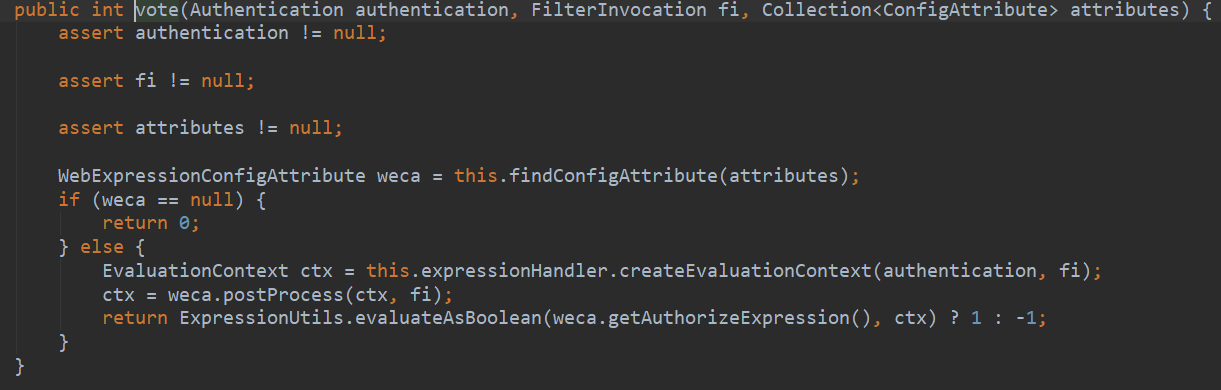 public int vote(Authentication authentication, FilterInvocation fi, Collection<ConfigAttribute> attributes) {
    assert authentication != null;
    assert fi != null;
    assert attributes != null;
    WebExpressionConfigAttribute weca = this.findConfigAttribute(attributes);
    if (weca == null) {
        return 0;
    } else {
        EvaluationContext ctx = this.expressionHandler.createEvaluationContext(authentication, fi);
        ctx = weca.postProcess(ctx, fi);
        return ExpressionUtils.evaluateAsBoolean(weca.getAuthorizeExpression(), ctx) ? 1 : -1;
    }
}